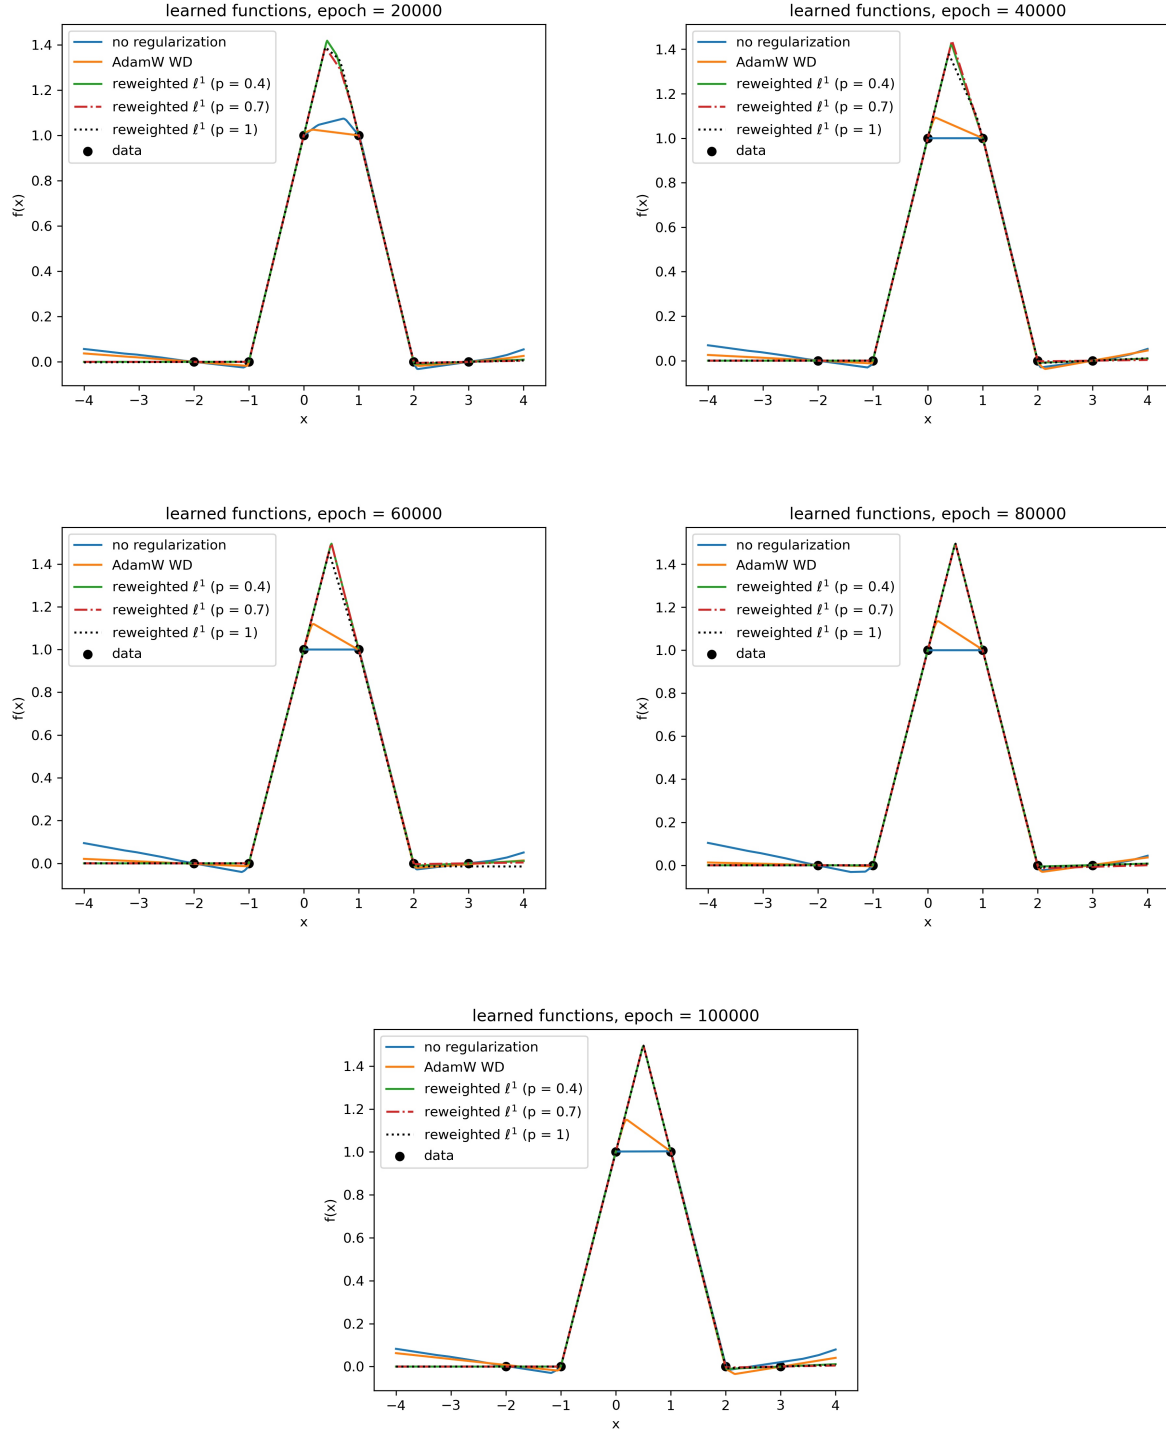 learned functions, epoch = 20000
no regularization
AdamW WD
reweighted ℓ¹ (p = 0.4)
reweighted ℓ¹ (p = 0.7)
reweighted ℓ¹ (p = 1)
data
f(x)
1.4
1.2
1.0
0.8
0.6
0.4
0.2
0.0
−4 −3 −2 −1 0 1 2 3 4
x
learned functions, epoch = 40000
no regularization
AdamW WD
reweighted ℓ¹ (p = 0.4)
reweighted ℓ¹ (p = 0.7)
reweighted ℓ¹ (p = 1)
data
f(x)
1.4
1.2
1.0
0.8
0.6
0.4
0.2
0.0
−4 −3 −2 −1 0 1 2 3 4
x
learned functions, epoch = 60000
no regularization
AdamW WD
reweighted ℓ¹ (p = 0.4)
reweighted ℓ¹ (p = 0.7)
reweighted ℓ¹ (p = 1)
data
f(x)
1.4
1.2
1.0
0.8
0.6
0.4
0.2
0.0
−4 −3 −2 −1 0 1 2 3 4
x
learned functions, epoch = 80000
no regularization
AdamW WD
reweighted ℓ¹ (p = 0.4)
reweighted ℓ¹ (p = 0.7)
reweighted ℓ¹ (p = 1)
data
f(x)
1.4
1.2
1.0
0.8
0.6
0.4
0.2
0.0
−4 −3 −2 −1 0 1 2 3 4
x
learned functions, epoch = 100000
no regularization
AdamW WD
reweighted ℓ¹ (p = 0.4)
reweighted ℓ¹ (p = 0.7)
reweighted ℓ¹ (p = 1)
data
f(x)
1.4
1.2
1.0
0.8
0.6
0.4
0.2
0.0
−4 −3 −2 −1 0 1 2 3 4
x